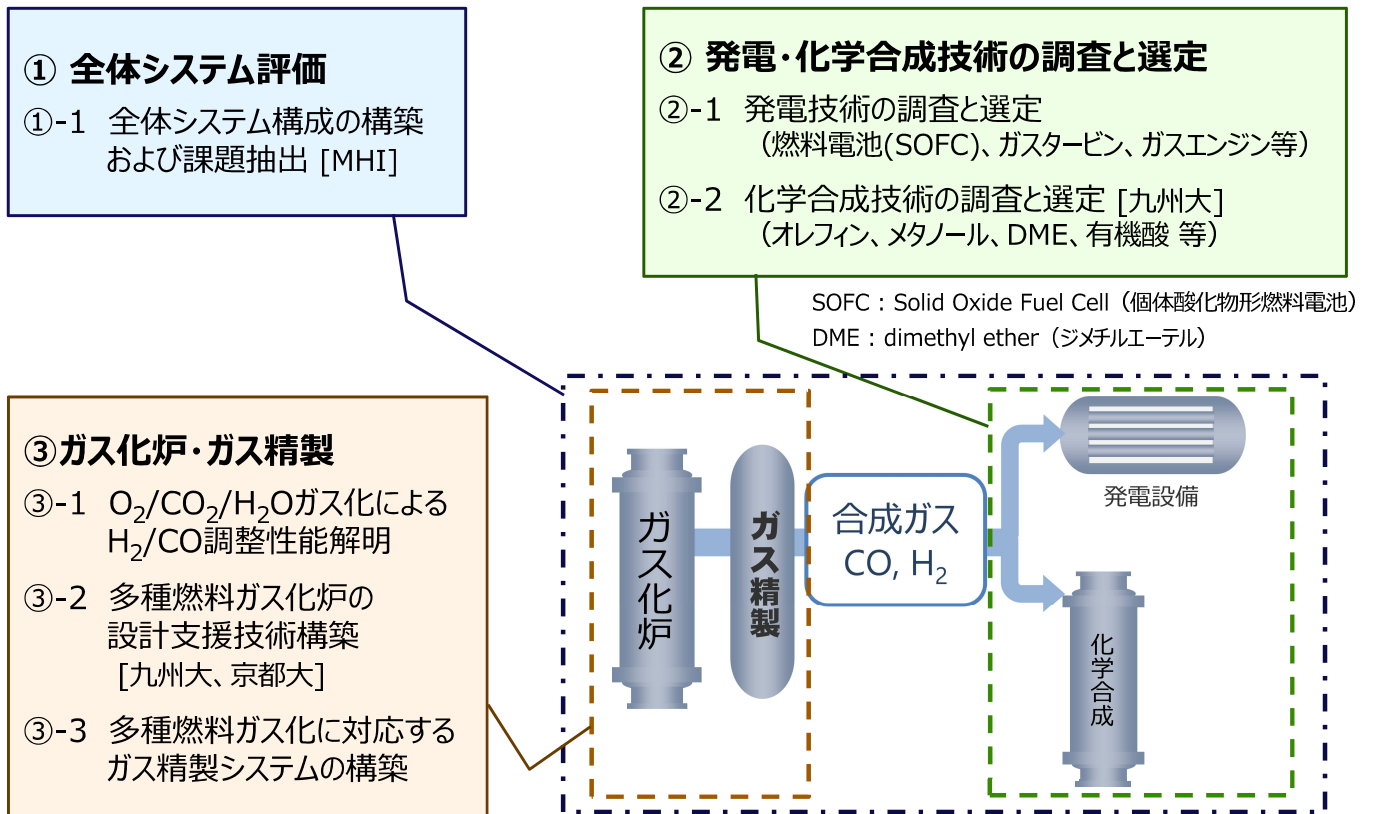 ① 全体システム評価
①-1 全体システム構成の構築
および課題抽出 [MHI]
② 発電・化学合成技術の調査と選定
②-1 発電技術の調査と選定
（燃料電池(SOFC)、ガスタービン、ガスエンジン等）
②-2 化学合成技術の調査と選定 [九州大]
（オレフィン、メタノール、DME、有機酸 等）
SOFC : Solid Oxide Fuel Cell（個体酸化物形燃料電池）
DME : dimethyl ether（ジメチルエーテル）
③ガス化炉・ガス精製
③-1 O₂/CO₂/H₂Oガス化による
H₂/CO調整性能解明
③-2 多種燃料ガス化炉の
設計支援技術構築
[九州大、京都大]
③-3 多種燃料ガス化に対応する
ガス精製システムの構築
ガス化炉
ガス精製
合成ガス
CO, H₂
発電設備
化学合成